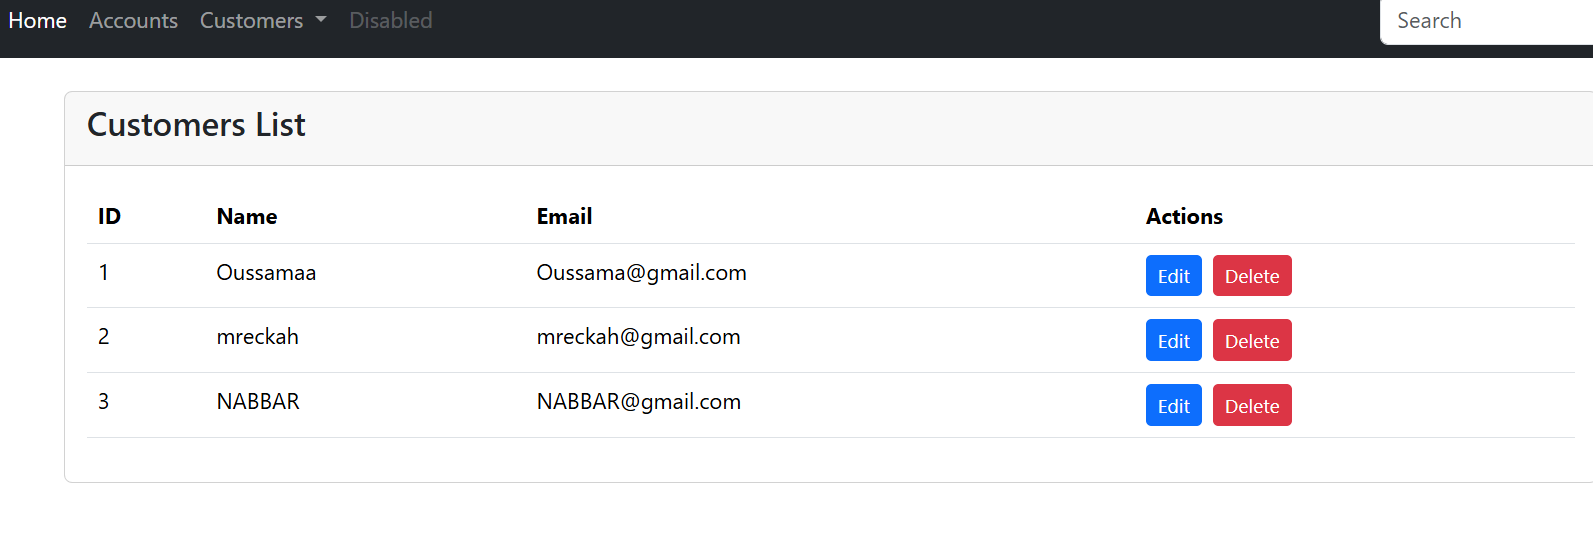 Home Accounts Customers Disabled Search
Customers List
ID Name Email Actions
1 Oussamaa Oussama@gmail.com Edit Delete
2 mreckah mreckah@gmail.com Edit Delete
3 NABBAR NABBAR@gmail.com Edit Delete